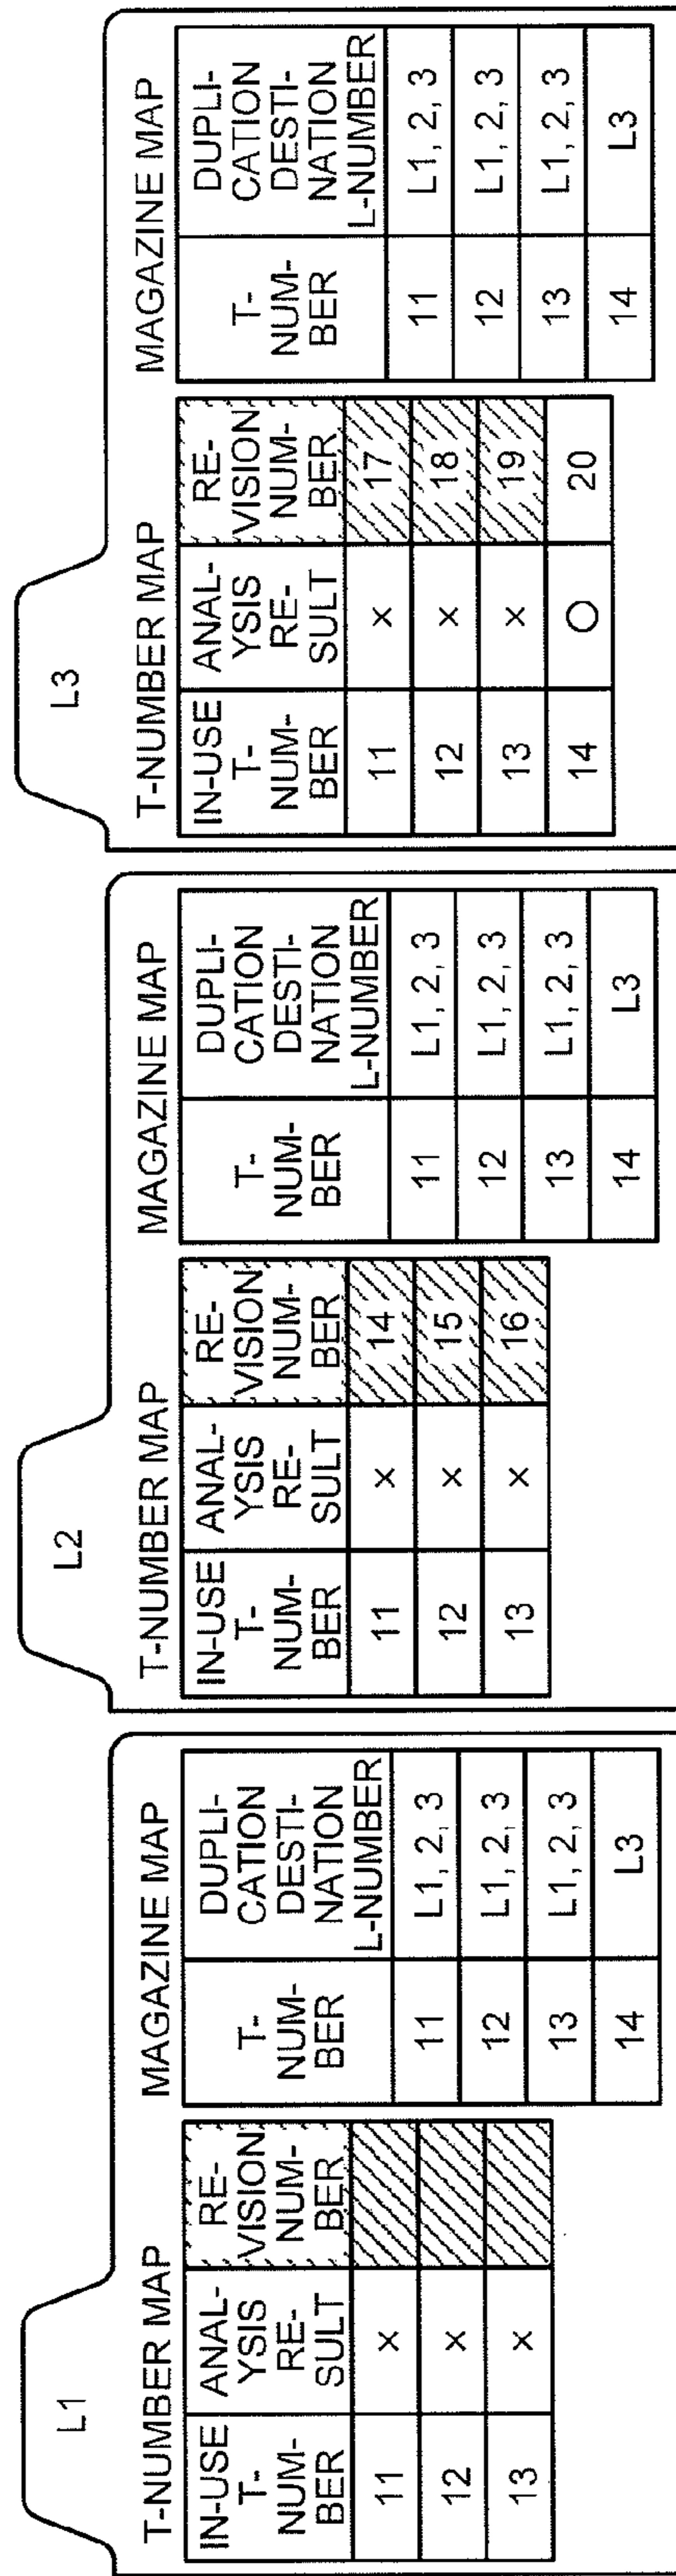 L1
T-NUMBER MAP
IN-USE T-NUM-BER ANAL-YSIS RE-SULT RE-VISION NUM-BER
11 ×
12 ×
13 ×
MAGAZINE MAP
T-NUM-BER DUPLI-CATION DESTI-NATION L-NUMBER
11 L1, 2, 3
12 L1, 2, 3
13 L1, 2, 3
14 L3
L2
T-NUMBER MAP
IN-USE T-NUM-BER ANAL-YSIS RE-SULT RE-VISION NUM-BER
11 × 14
12 × 15
13 × 16
MAGAZINE MAP
T-NUM-BER DUPLI-CATION DESTI-NATION L-NUMBER
11 L1, 2, 3
12 L1, 2, 3
13 L1, 2, 3
14 L3
L3
T-NUMBER MAP
IN-USE T-NUM-BER ANAL-YSIS RE-SULT RE-VISION NUM-BER
11 × 17
12 × 18
13 × 19
14 ○ 20
MAGAZINE MAP
T-NUM-BER DUPLI-CATION DESTI-NATION L-NUMBER
11 L1, 2, 3
12 L1, 2, 3
13 L1, 2, 3
14 L3